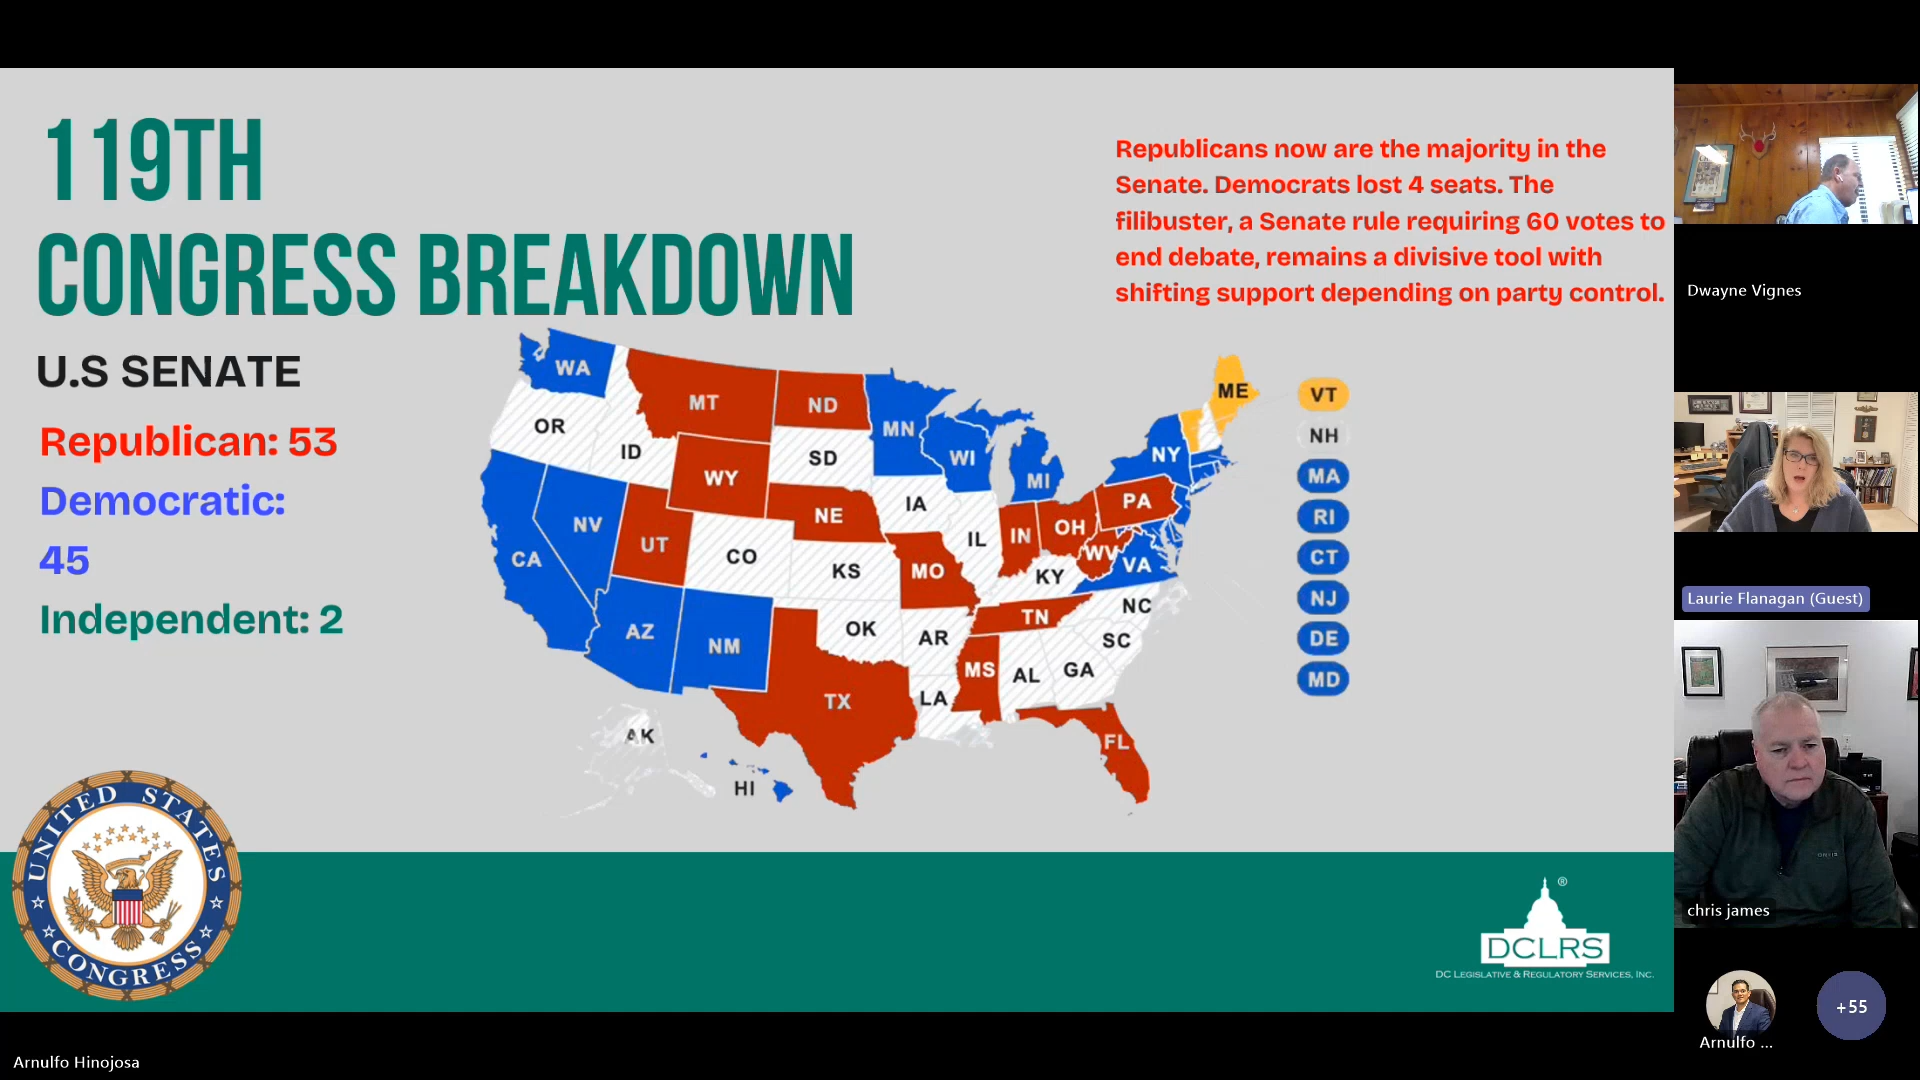 119TH
CONGRESS BREAKDOWN
U.S SENATE
Republican: 53
Democratic:
45
Independent: 2
Republicans now are the majority in the
Senate. Democrats lost 4 seats. The
filibuster, a Senate rule requiring 60 votes to
end debate, remains a divisive tool with
shifting support depending on party control.
WA
MT
ND
MN
ME
OR
ID
SD
WI
NY
WY
MI
IA
NE
PA
NV
UT
CO
IL
IN
OH
CA
KS
MO
WV
VA
KY
AZ
NM
OK
AR
TN
NC
SC
MS
AL
GA
TX
LA
AK
FL
HI
VT
NH
MA
RI
CT
NJ
DE
MD
UNITED STATES
CONGRESS
®
DCLRS
DC LEGISLATIVE & REGULATORY SERVICES, INC.
Dwayne Vignes
Laurie Flanagan (Guest)
chris james
Arnulfo ...
+55
Arnulfo Hinojosa